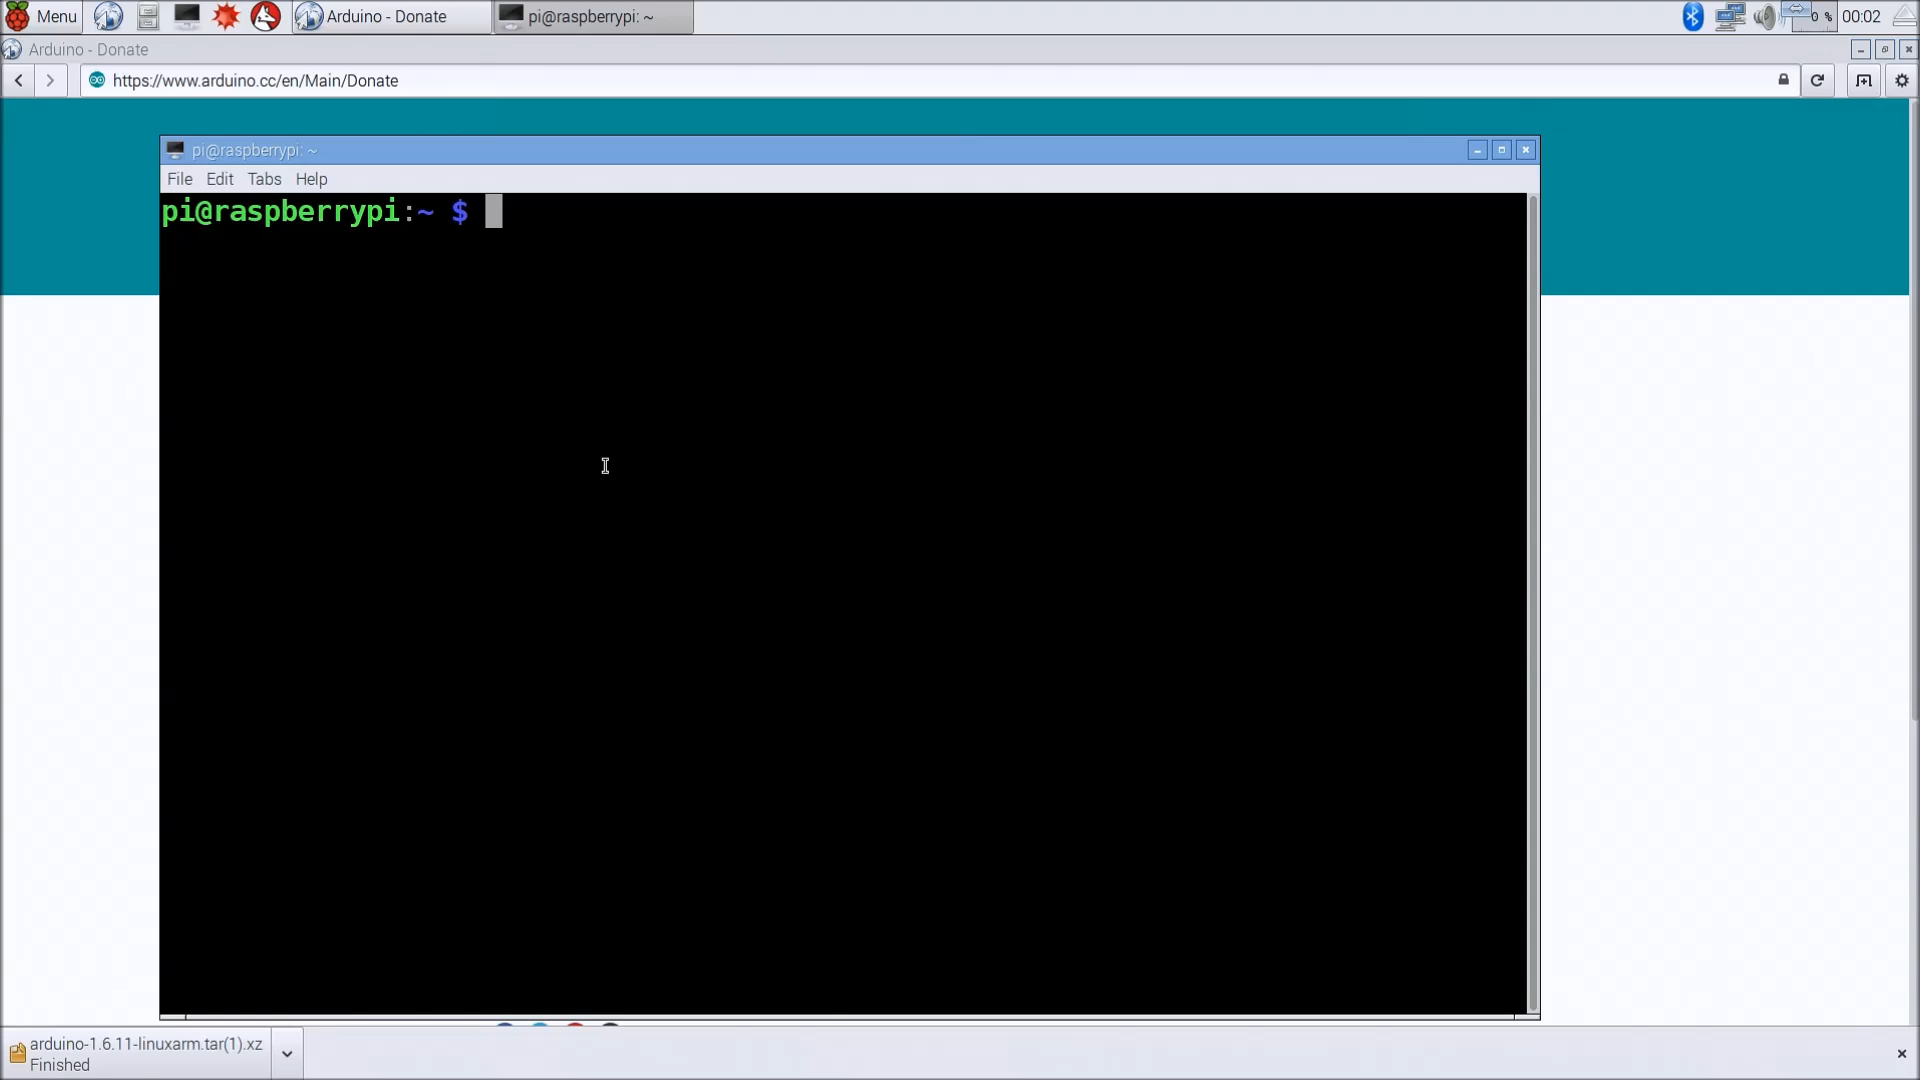 Menu
Arduino - Donate
pi@raspberrypi: ~
0 %
00:02
Arduino - Donate
https://www.arduino.cc/en/Main/Donate
pi@raspberrypi: ~
File Edit Tabs Help
pi@raspberrypi:~ $
arduino-1.6.11-linuxarm.tar(1).xz
Finished